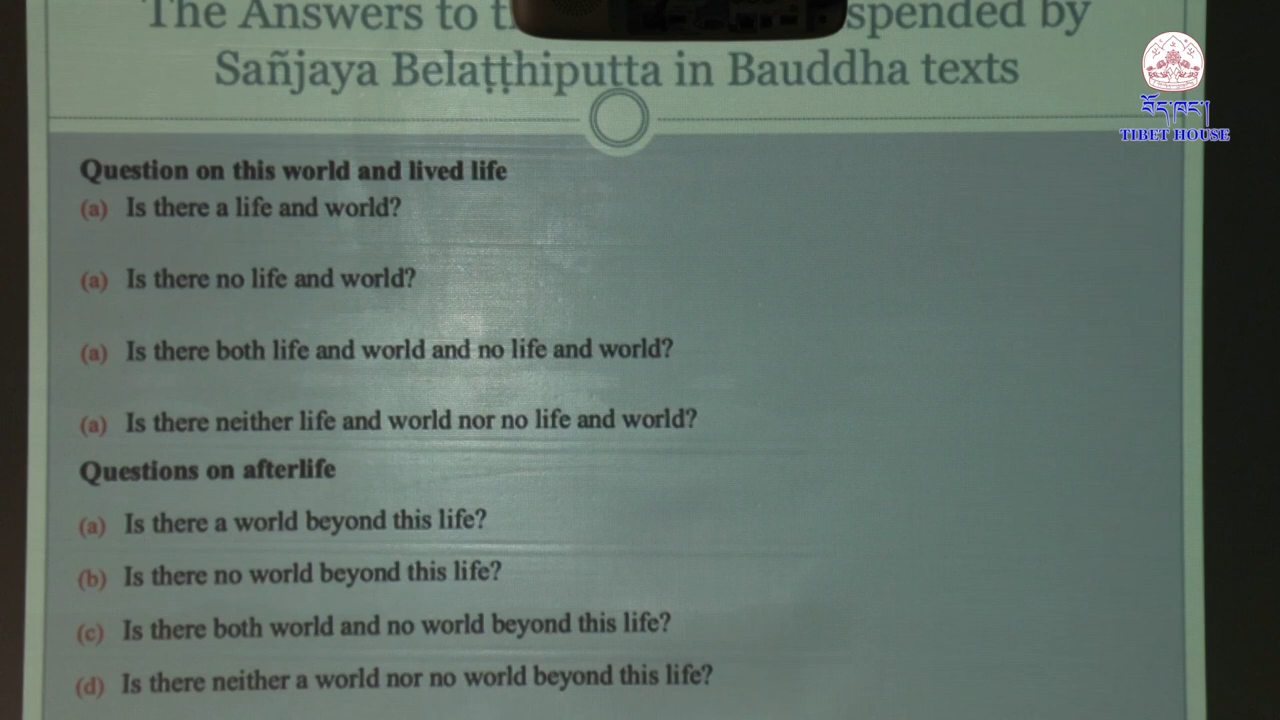 The Answers to spended by
Sañjaya Belaṭṭhiputta in Bauddha texts
བོད་ཁང་།
TIBET HOUSE
Question on this world and lived life
(a) Is there a life and world?
(a) Is there no life and world?
(a) Is there both life and world and no life and world?
(a) Is there neither life and world nor no life and world?
Questions on afterlife
(a) Is there a world beyond this life?
(b) Is there no world beyond this life?
(c) Is there both world and no world beyond this life?
(d) Is there neither a world nor no world beyond this life?